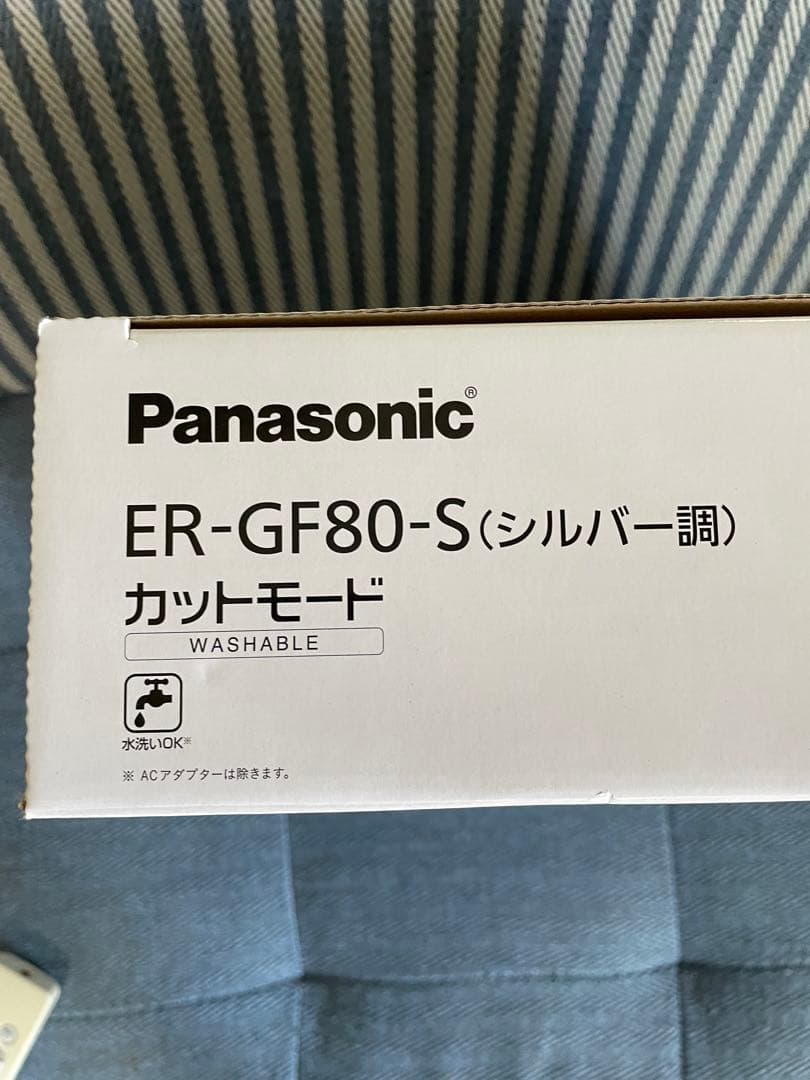 Panasonic®
ER-GF80-S(シルバー調)
カットモード
WASHABLE
水洗いOK※
※ ACアダプターは除きます。